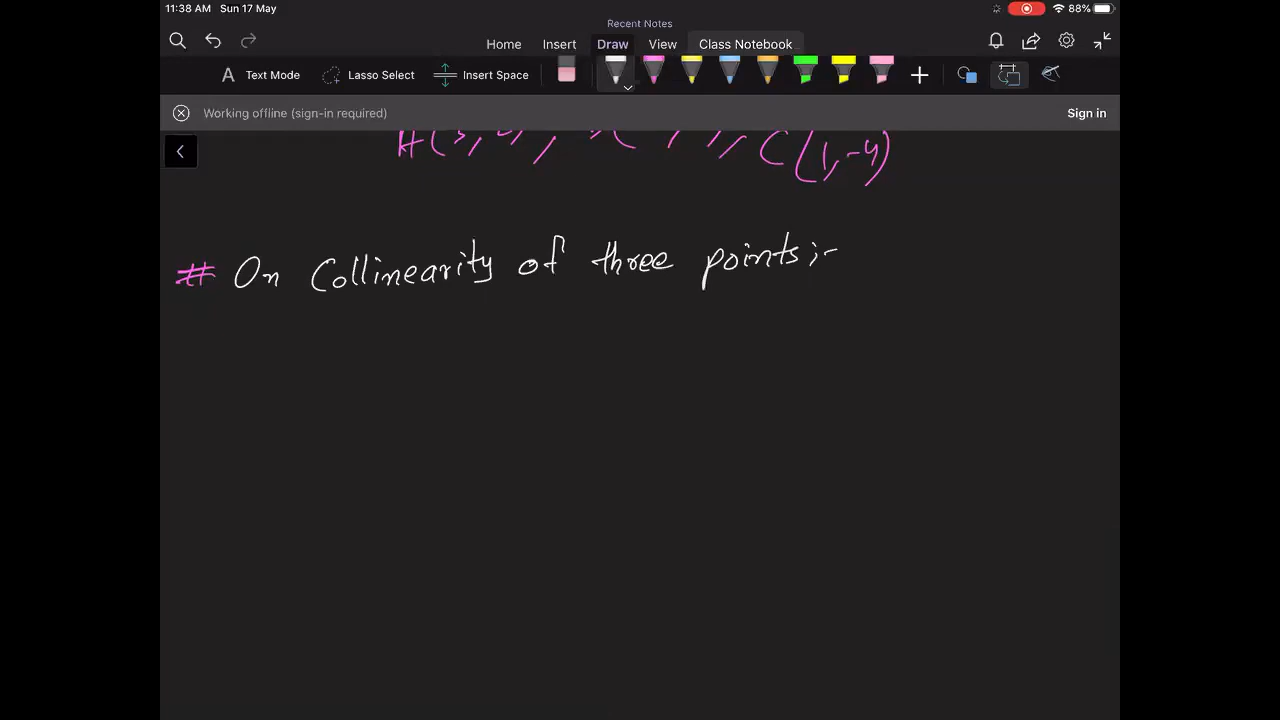 11:38 AM Sun 17 May
88%
Recent Notes
Home Insert Draw View Class Notebook
Text Mode Lasso Select Insert Space
Working offline (sign-in required) Sign in
C(1,-4)
# On Collinearity of three points :-